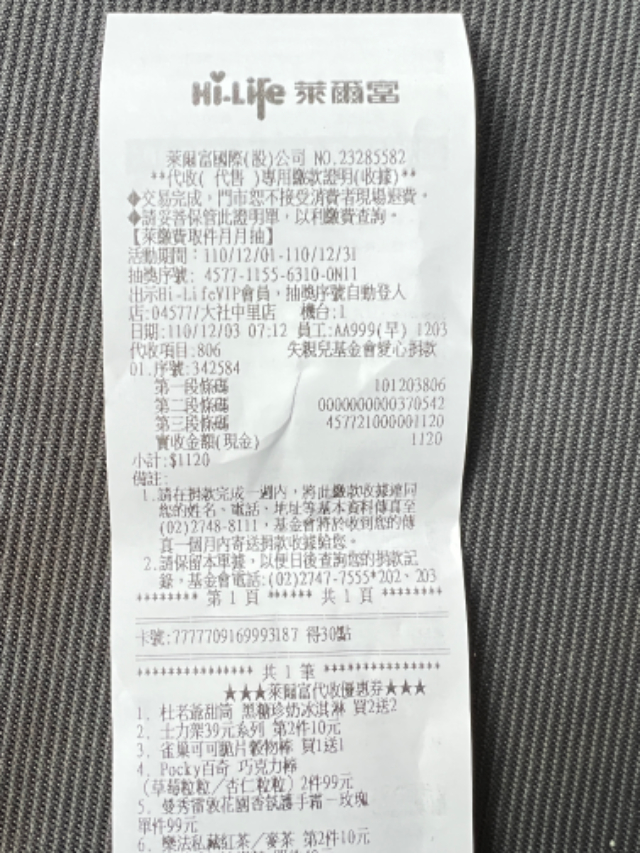 Hi-Life 萊爾富
萊爾富國際(股)公司 NO.23285582
**代收( 代售 )專用繳款證明(收據)**
◆交易完成，門市恕不接受消費者現場退費。
◆請妥善保管此證明單，以利繳費查詢。
【萊繳費取件月月抽】
活動期間：110/12/01-110/12/31
抽獎序號: 4577-1155-6310-0N11
出示Hi-LifeVIP會員，抽獎序號自動登入
店:04577/大社中里店 機台:1
日期:110/12/03 07:12 員工:AA999(早) 1203
代收項目:806 失親兒基金會愛心捐款
01.序號:342584
第一段條碼 101203806
第二段條碼 0000000000370542
第三段條碼 457721000001120
實收金額(現金) 1120
小計:$1120
備註:
1.請在捐款完成一週內，將此繳款收據連同
您的姓名、電話、地址等基本資料傳真至
(02)2748-8111，基金會將於收到您的傳
真一個月內寄送捐款收據給您。
2.請保留本單據，以便日後查詢您的捐款記
錄，基金會電話:(02)2747-7555*202、203
******** 第 1 頁 ****** 共 1 頁 ********
卡號:7777709169993187 得30點
*************** 共 1 筆 ***************
★★★萊爾富代收優惠券★★★
1. 杜老爺甜筒 黑糖珍奶冰淇淋 買2送2
2. 士力架39元系列 第2件10元
3. 雀巢可可脆片穀物棒 買1送1
4. Pocky百奇 巧克力棒
(草莓粒粒/杏仁粒粒) 2件99元
5. 曼秀雷敦花園香氛護手霜－玫瑰
單件99元
6. 樂法私藏紅茶/麥茶 第2件10元